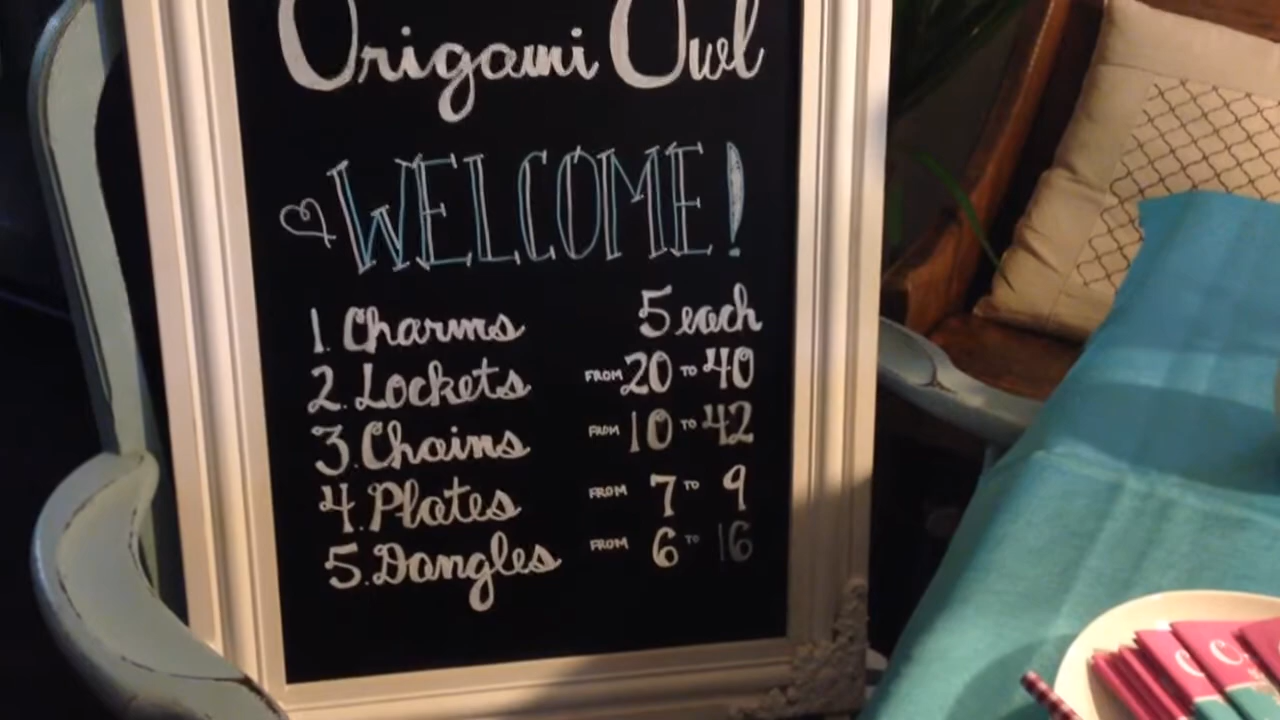 Origami Owl
WELCOME!
1. Charms 5 each
2. Lockets FROM 20 TO 40
3. Chains FROM 10 TO 42
4. Plates FROM 7 TO 9
5. Dangles FROM 6 TO 16